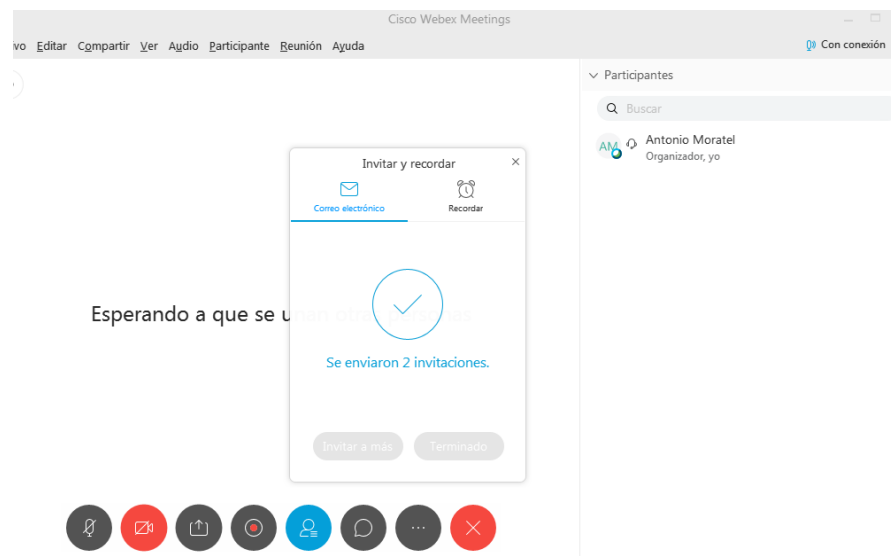 Cisco Webex Meetings
vo Editar Compartir Ver Audio Participante Reunión Ayuda
Con conexión
Participantes
Buscar
AM
Antonio Moratel
Organizador, yo
Invitar y recordar
Correo electrónico
Recordar
Esperando a que se u
Se enviaron 2 invitaciones.
Invitar a más
Terminado